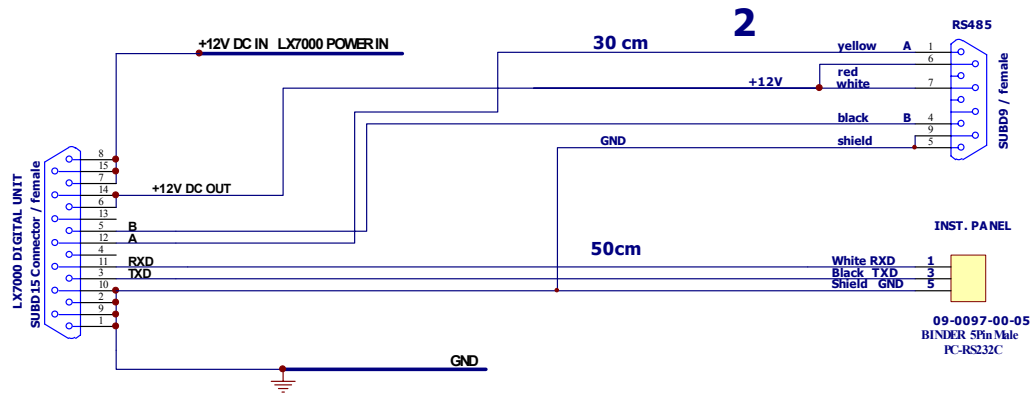 2
RS485
+12V DC IN LX7000 POWER IN
30 cm
yellow A 1
6
red
+12V white 7
black B 4
9
GND shield 5
SUBD9 / female
LX7000 DIGITAL UNIT
SUBD15 Connector / female
8
15
7
14 +12V DC OUT
6
13
5 B
12 A
4
11 RXD
3 TXD
10
2
9
1
50cm
INST. PANEL
White RXD 1
Black TXD 3
Shield GND 5
09-0097-00-05
BINDER 5Pin Male
PC-RS232C
GND